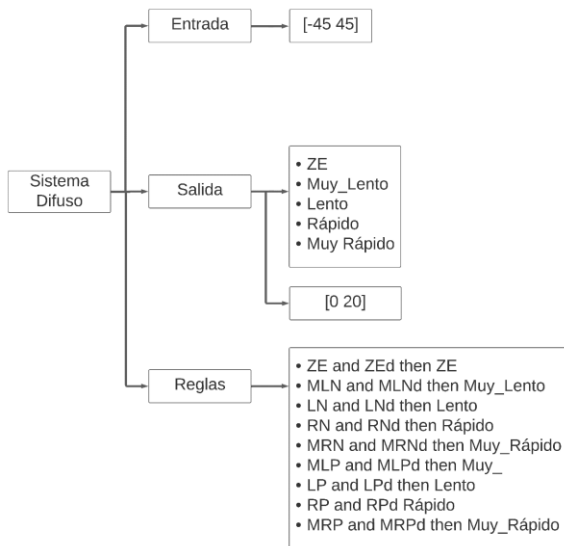 Entrada
[-45 45]
Sistema
Difuso
Salida
• ZE
• Muy_Lento
• Lento
• Rápido
• Muy Rápido
[0 20]
Reglas
• ZE and ZEd then ZE
• MLN and MLNd then Muy_Lento
• LN and LNd then Lento
• RN and RNd then Rápido
• MRN and MRNd then Muy_Rápido
• MLP and MLPd then Muy_
• LP and LPd then Lento
• RP and RPd Rápido
• MRP and MRPd then Muy_Rápido